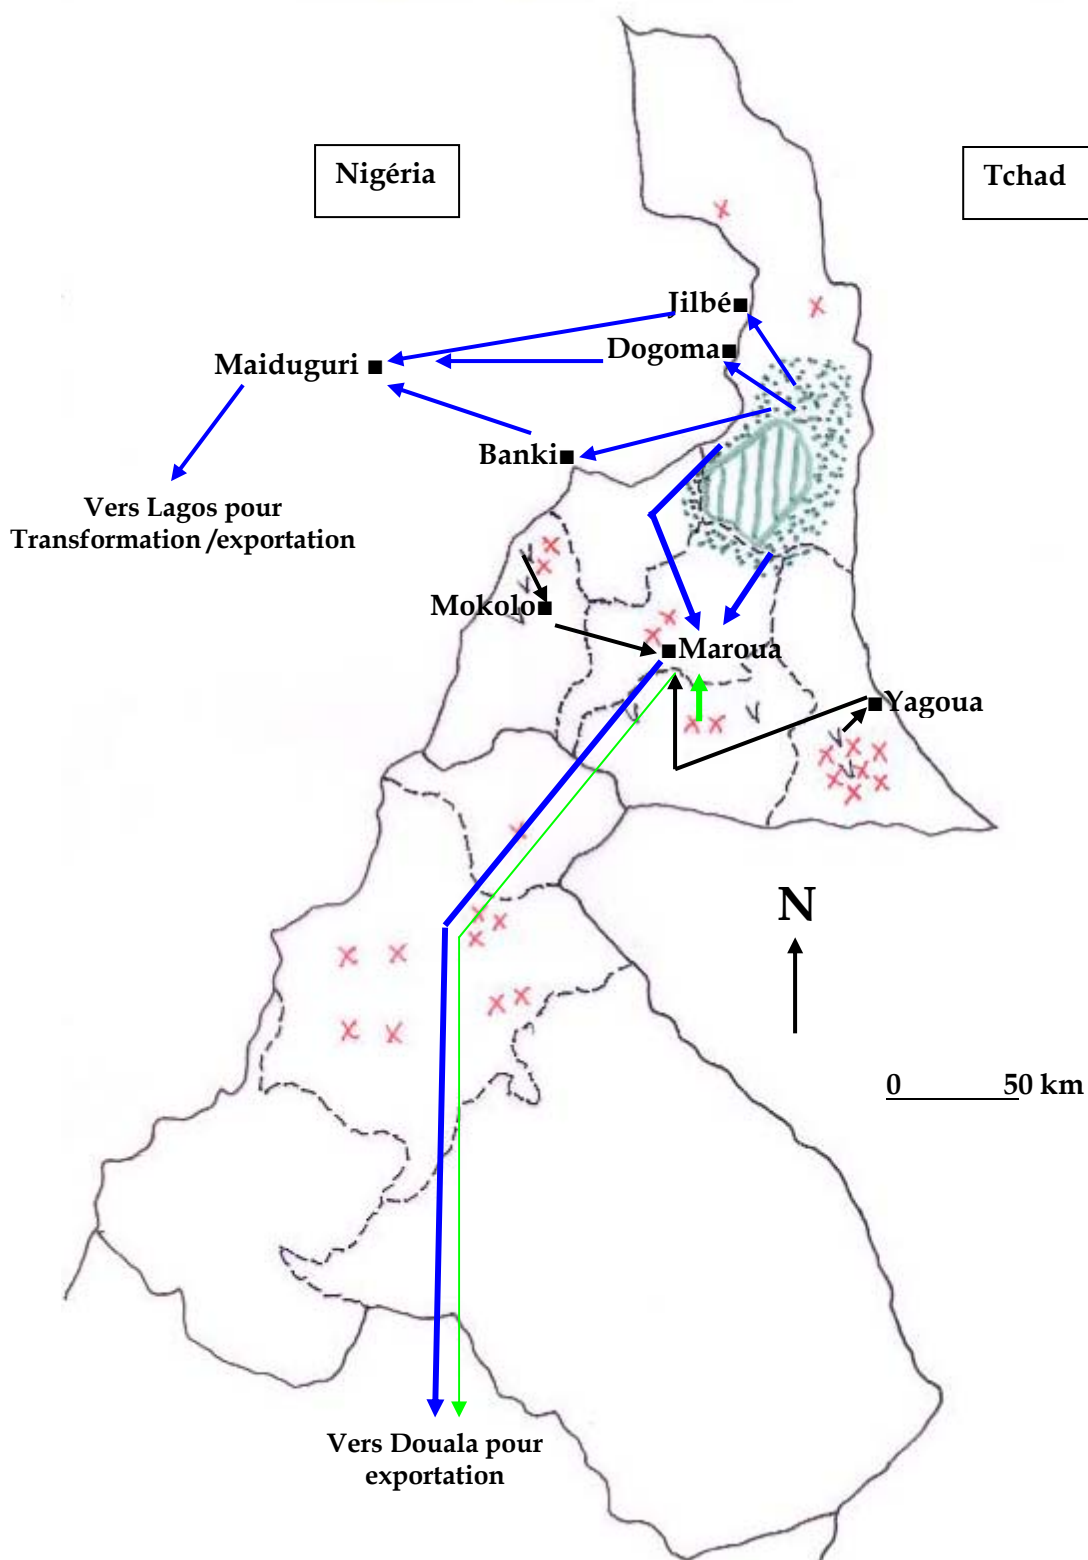 Nigéria
Tchad
Jilbé
Dogoma
Maiduguri
Banki
Vers Lagos pour
Transformation /exportation
Mokolo
Maroua
Yagoua
N
0 50 km
Vers Douala pour
exportation